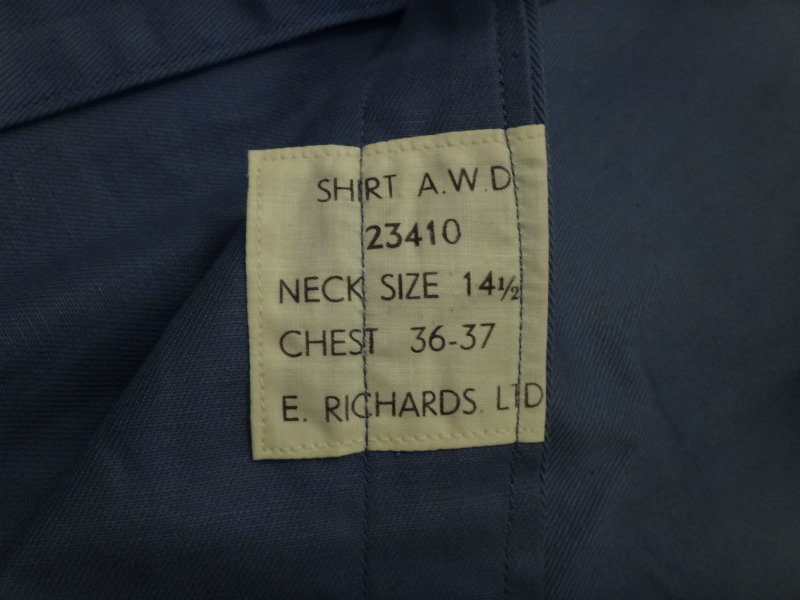 SHIRT A.W.D
23410
NECK SIZE 14½
CHEST 36-37
E. RICHARDS. LTD